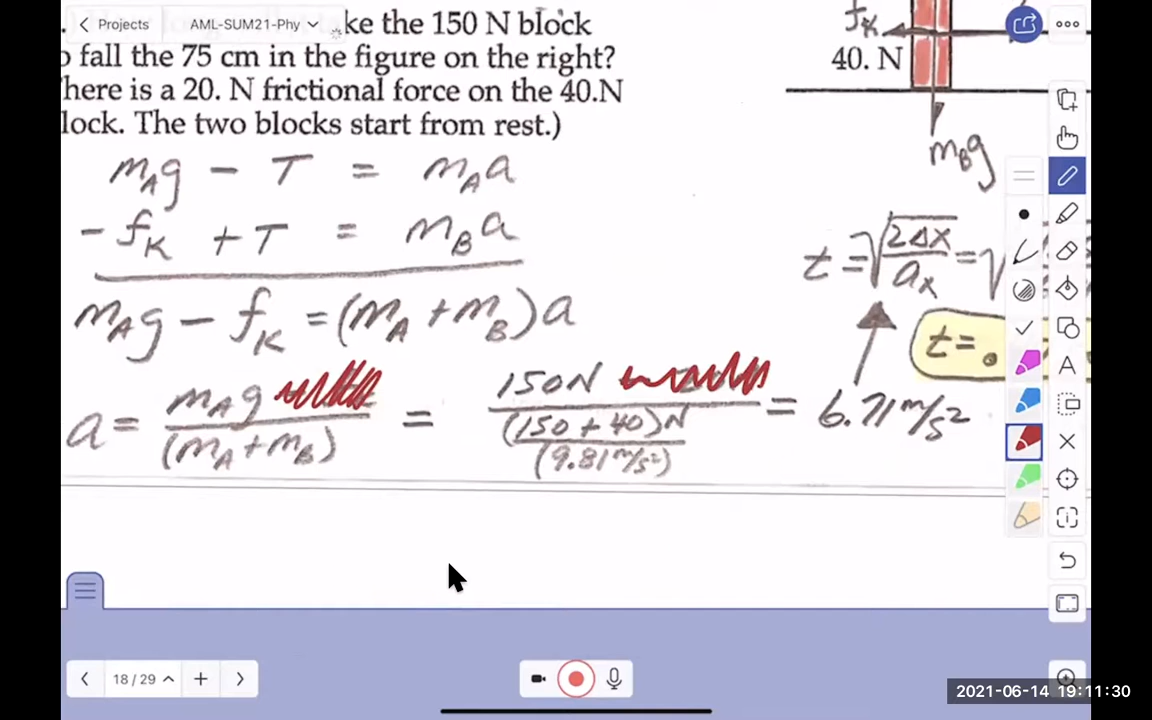 Projects AML-SUM21-Phy
take the 150 N block
fall the 75 cm in the figure on the right?
here is a 20. N frictional force on the 40.N
lock. The two blocks start from rest.)
fK
40. N
mBg
mAg - T = mAa
-fK + T = mBa
mAg - fK = (mA + mB)a
t = √(2Δx/ax) = √
t = .
a = mAg/(mA + mB) = 150N/((150 + 40)N/(9.81m/s²)) = 6.71m/s²
A
18 / 29
2021-06-14 19:11:30